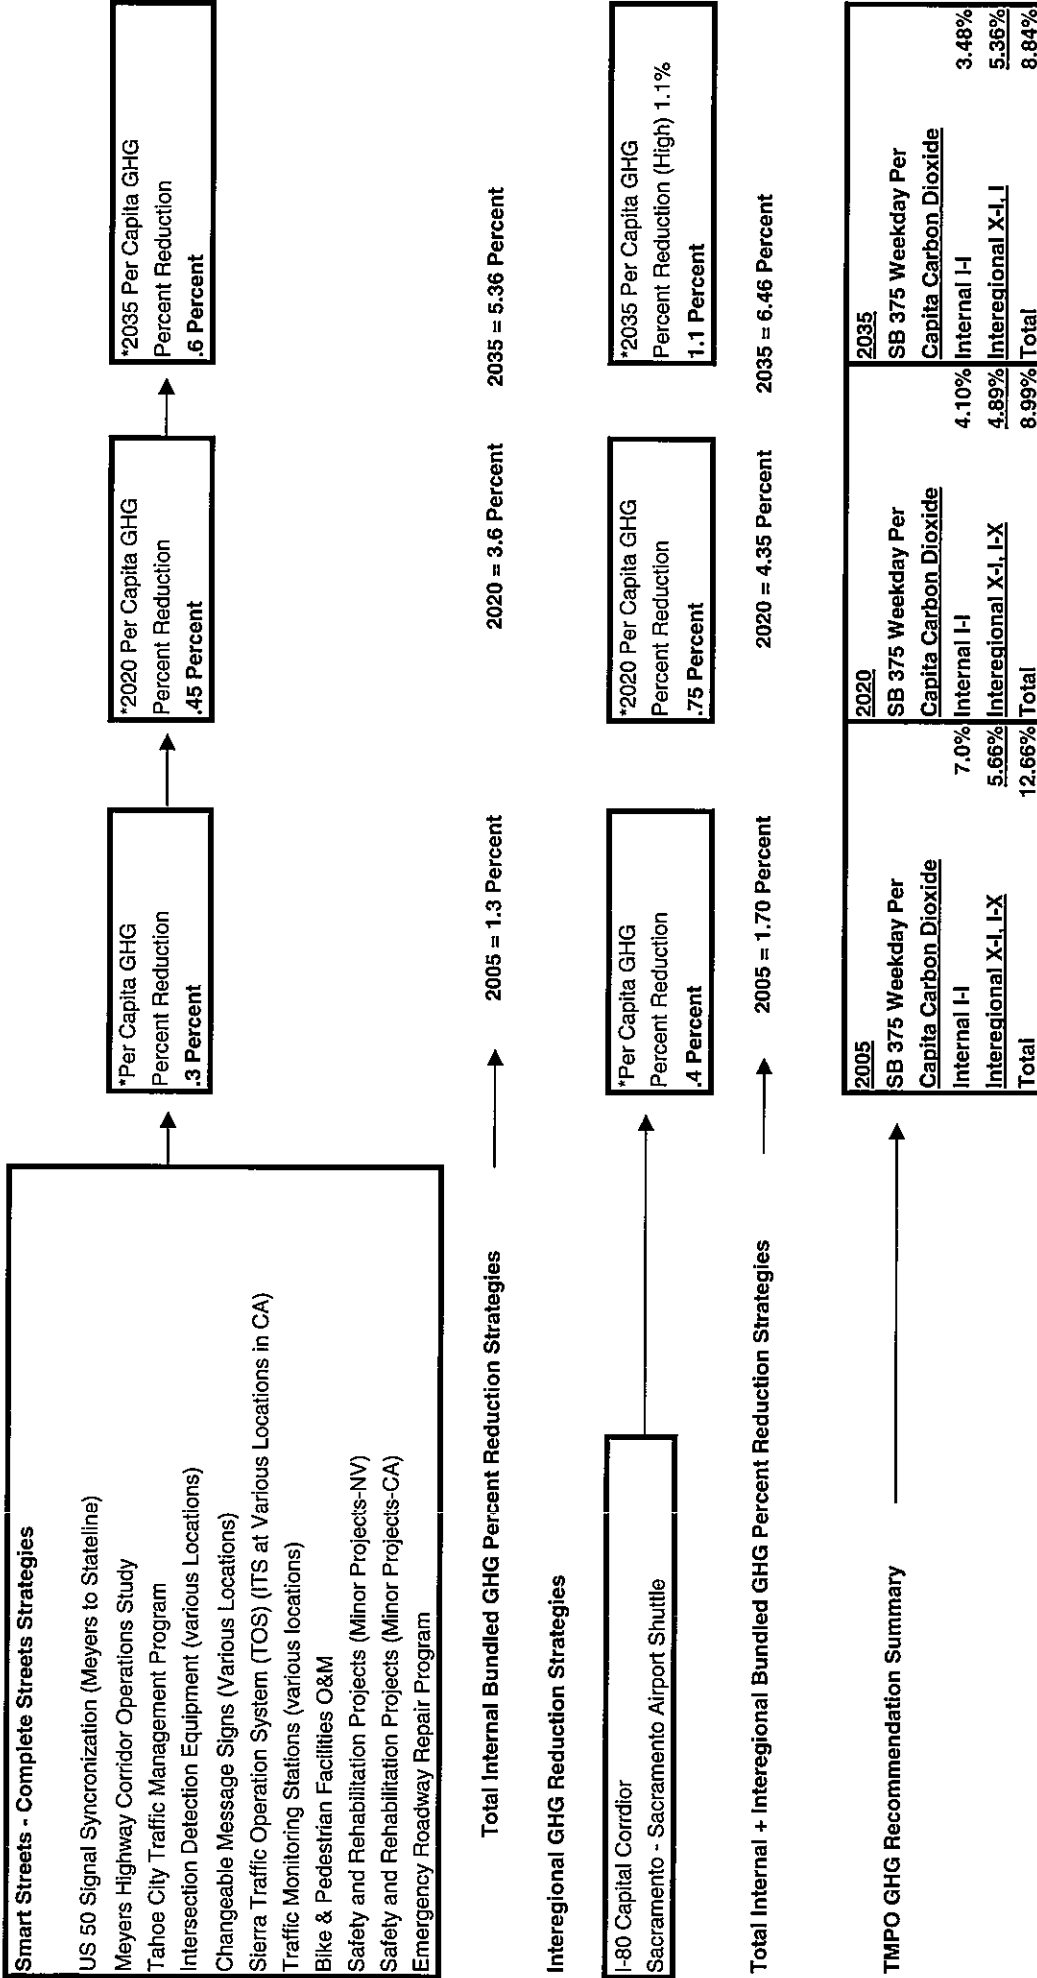 Smart Streets - Complete Streets Strategies
US 50 Signal Syncronization (Meyers to Stateline)
Meyers Highway Corridor Operations Study
Tahoe City Traffic Management Program
Intersection Detection Equipment (various Locations)
Changeable Message Signs (Various Locations)
Sierra Traffic Operation System (TOS) (ITS at Various Locations in CA)
Traffic Monitoring Stations (various locations)
Bike & Pedestrian Facilities O&M
Safety and Rehabilitation Projects (Minor Projects-NV)
Safety and Rehabilitation Projects (Minor Projects-CA)
Emergency Roadway Repair Program
*Per Capita GHG
Percent Reduction
.3 Percent
*2020 Per Capita GHG
Percent Reduction
.45 Percent
*2035 Per Capita GHG
Percent Reduction
.6 Percent
Total Internal Bundled GHG Percent Reduction Strategies
2005 = 1.3 Percent
2020 = 3.6 Percent
2035 = 5.36 Percent
Interegional GHG Reduction Strategies
I-80 Capital Corrdior
Sacramento - Sacramento Airport Shuttle
*Per Capita GHG
Percent Reduction
.4 Percent
*2020 Per Capita GHG
Percent Reduction
.75 Percent
*2035 Per Capita GHG
Percent Reduction (High) 1.1%
1.1 Percent
Total Internal + Interegional Bundled GHG Percent Reduction Strategies
2005 = 1.70 Percent
2020 = 4.35 Percent
2035 = 6.46 Percent
TMPO GHG Recommendation Summary
2005
SB 375 Weekday Per
Capita Carbon Dioxide
Internal I-I 7.0%
Interegional X-I, I-X 5.66%
Total 12.66%
2020
SB 375 Weekday Per
Capita Carbon Dioxide
Internal I-I 4.10%
Interegional X-I, I-X 4.89%
Total 8.99%
2035
SB 375 Weekday Per
Capita Carbon Dioxide
Internal I-I 3.48%
Interegional X-I, I 5.36%
Total 8.84%